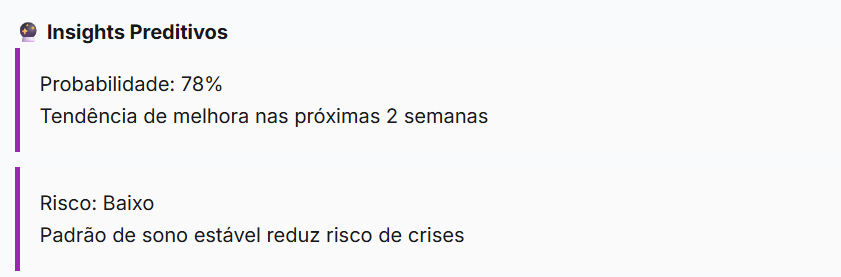 🔮 Insights Preditivos
Probabilidade: 78%
Tendência de melhora nas próximas 2 semanas
Risco: Baixo
Padrão de sono estável reduz risco de crises